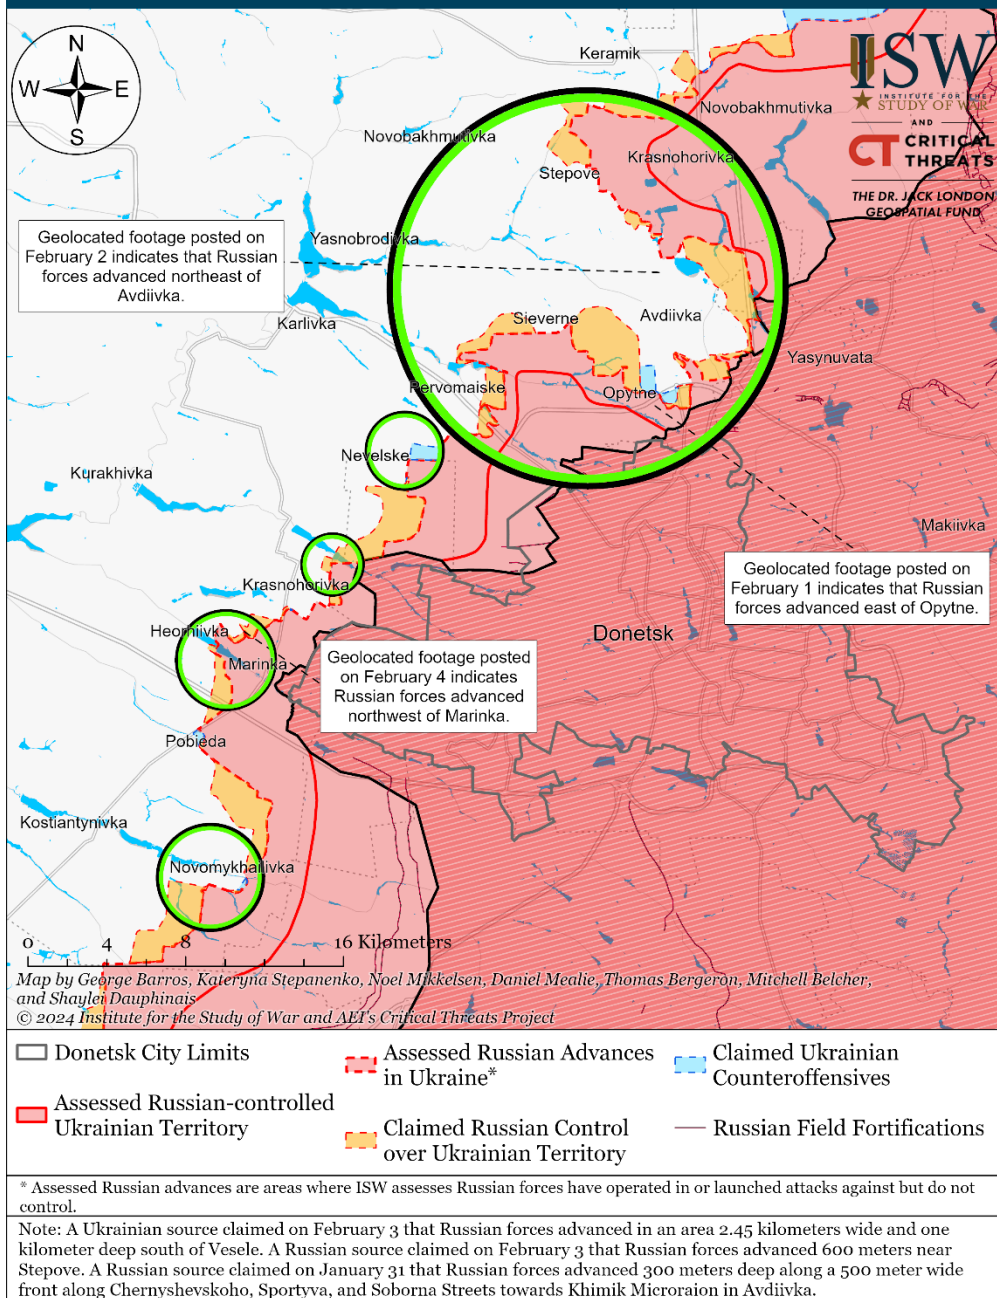 N
W
E
S
Keramik
ISW
INSTITUTE FOR THE
STUDY OF WAR
AND
CT CRITICAL
THREATS
THE DR. JACK LONDON
GEOSPATIAL FUND
Novobakhmutivka
Novobakhmutivka
Krasnohorivka
Stepove
Geolocated footage posted on
February 2 indicates that Russian
forces advanced northeast of
Avdiivka.
Yasnobrodivka
Karlivka
Sieverne
Avdiivka
Yasynuvata
Pervomaiske
Opytne
Nevelske
Kurakhivka
Makiivka
Geolocated footage posted on
February 1 indicates that Russian
forces advanced east of Opytne.
Krasnohorivka
Heorhiivka
Donetsk
Marinka
Geolocated footage posted
on February 4 indicates
Russian forces advanced
northwest of Marinka.
Pobieda
Kostiantynivka
Novomykhailivka
0 4 8 16 Kilometers
Map by George Barros, Kateryna Stepanenko, Noel Mikkelsen, Daniel Mealie, Thomas Bergeron, Mitchell Belcher,
and Shaylei Dauphinais
© 2024 Institute for the Study of War and AEI's Critical Threats Project
Donetsk City Limits
Assessed Russian-controlled
Ukrainian Territory
Assessed Russian Advances
in Ukraine*
Claimed Russian Control
over Ukrainian Territory
Claimed Ukrainian
Counteroffensives
Russian Field Fortifications
* Assessed Russian advances are areas where ISW assesses Russian forces have operated in or launched attacks against but do not
control.
Note: A Ukrainian source claimed on February 3 that Russian forces advanced in an area 2.45 kilometers wide and one
kilometer deep south of Vesele. A Russian source claimed on February 3 that Russian forces advanced 600 meters near
Stepove. A Russian source claimed on January 31 that Russian forces advanced 300 meters deep along a 500 meter wide
front along Chernyshevskoho, Sportyva, and Soborna Streets towards Khimik Microraion in Avdiivka.